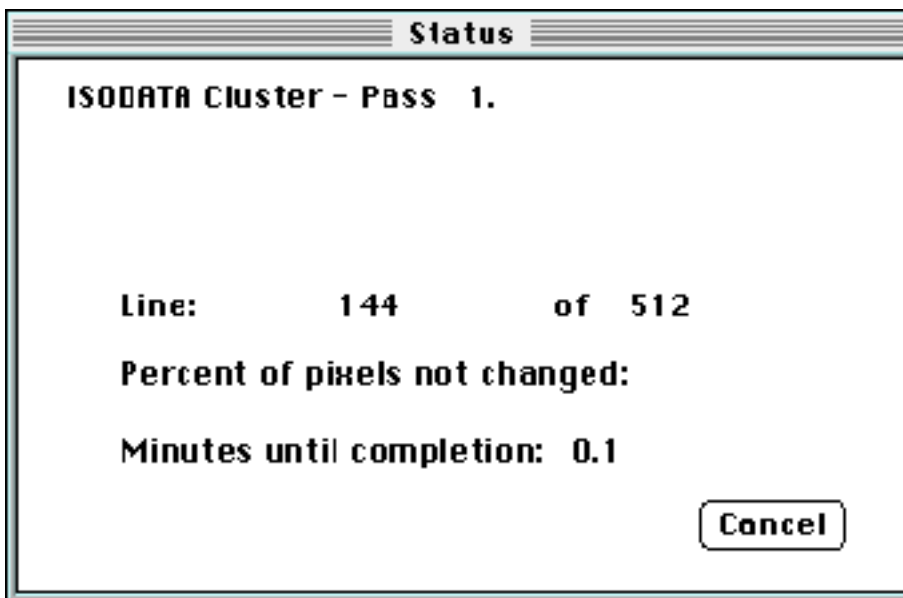 Status
ISODATA Cluster - Pass 1.
Line: 144 of 512
Percent of pixels not changed:
Minutes until completion: 0.1
Cancel